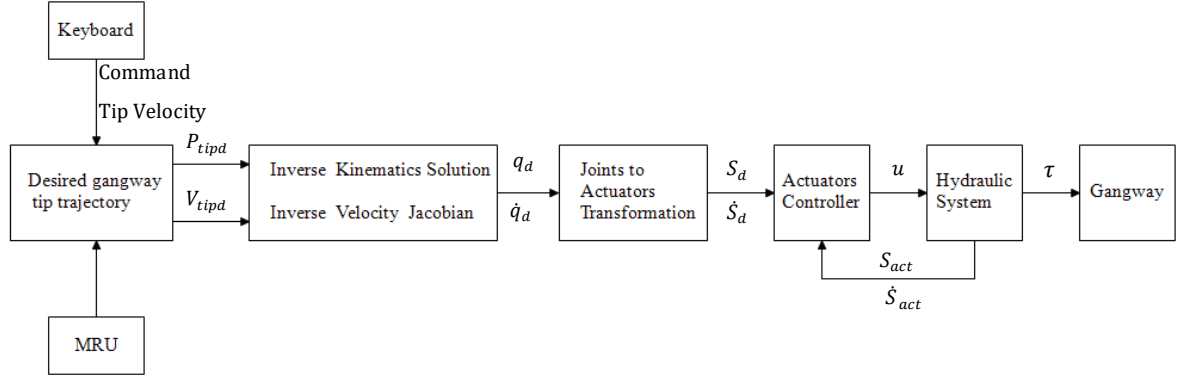 Keyboard
Command
Tip Velocity
Desired gangway
tip trajectory
P_tipd
V_tipd
Inverse Kinematics Solution
Inverse Velocity Jacobian
q_d
q̇_d
Joints to
Actuators
Transformation
S_d
Ṡ_d
Actuators
Controller
u
Hydraulic
System
τ
Gangway
S_act
Ṡ_act
MRU